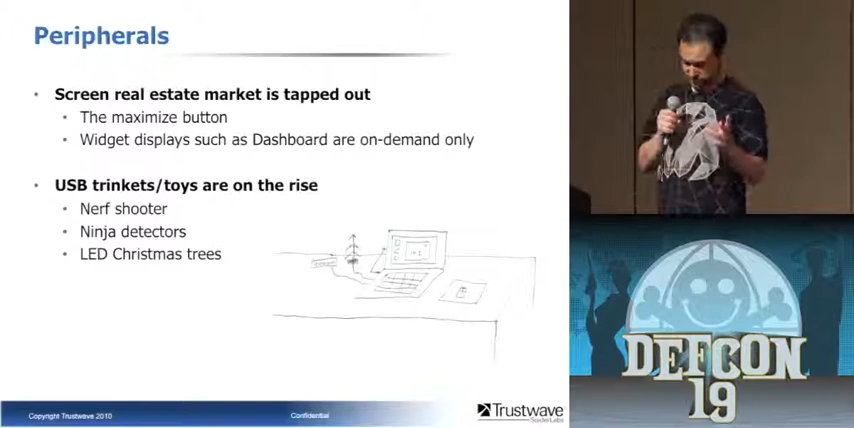 Peripherals
• Screen real estate market is tapped out
• The maximize button
• Widget displays such as Dashboard are on-demand only
• USB trinkets/toys are on the rise
• Nerf shooter
• Ninja detectors
• LED Christmas trees
Copyright Trustwave 2010
Confidential
Trustwave
SpiderLabs
DEFCON
19